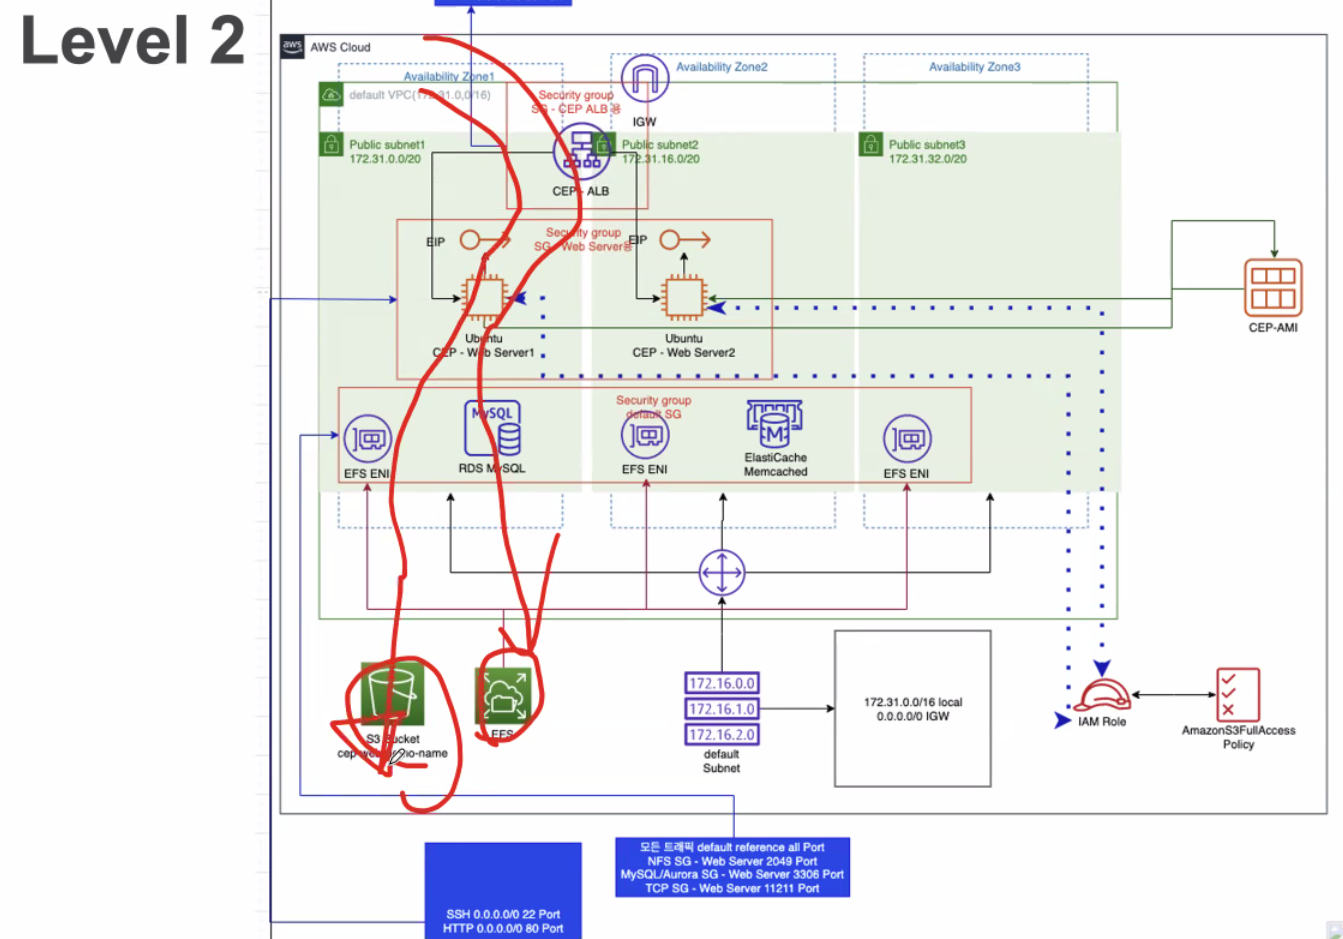 Level 2
aws
AWS Cloud
Availability Zone1
Availability Zone2
Availability Zone3
default VPC(172.31.0.0/16)
Security group
SG - CEP ALB용
IGW
Public subnet1
172.31.0.0/20
Public subnet2
172.31.16.0/20
Public subnet3
172.31.32.0/20
CEP - ALB
EIP
Security group
SG - Web Server용
EIP
Ubuntu
CEP - Web Server1
Ubuntu
CEP - Web Server2
CEP-AMI
Security group
default SG
MySQL
M
EFS ENI
RDS MySQL
EFS ENI
ElastiCache
Memcached
EFS ENI
172.16.0.0
172.16.1.0
172.16.2.0
default
Subnet
172.31.0.0/16 local
0.0.0.0/0 IGW
IAM Role
AmazonS3FullAccess
Policy
S3 Bucket
EFS
모든 트래픽 default reference all Port
NFS SG - Web Server 2049 Port
MySQL/Aurora SG - Web Server 3306 Port
TCP SG - Web Server 11211 Port
SSH 0.0.0.0/0 22 Port
HTTP 0.0.0.0/0 80 Port